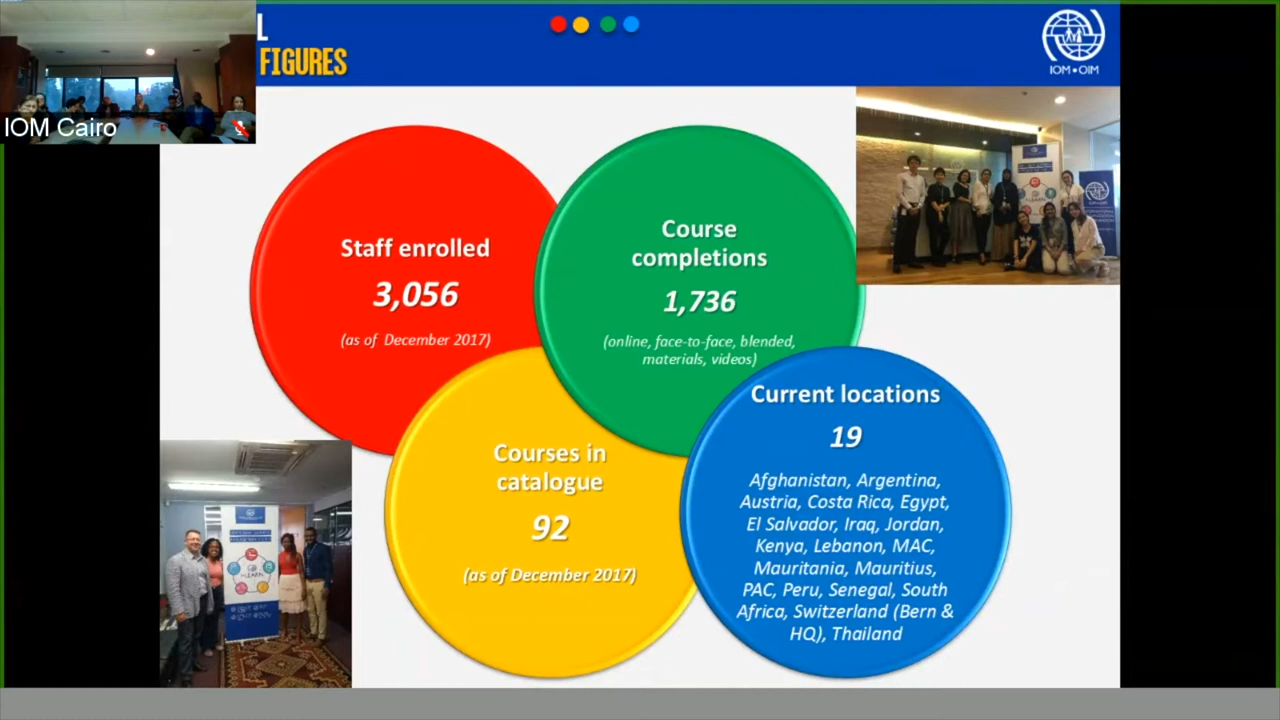 L
FIGURES
IOM • OIM
IOM Cairo
Staff enrolled
3,056
(as of December 2017)
Course
completions
1,736
(online, face-to-face, blended,
materials, videos)
Courses in
catalogue
92
(as of December 2017)
Current locations
19
Afghanistan, Argentina,
Austria, Costa Rica, Egypt,
El Salvador, Iraq, Jordan,
Kenya, Lebanon, MAC,
Mauritania, Mauritius,
PAC, Peru, Senegal, South
Africa, Switzerland (Bern &
HQ), Thailand